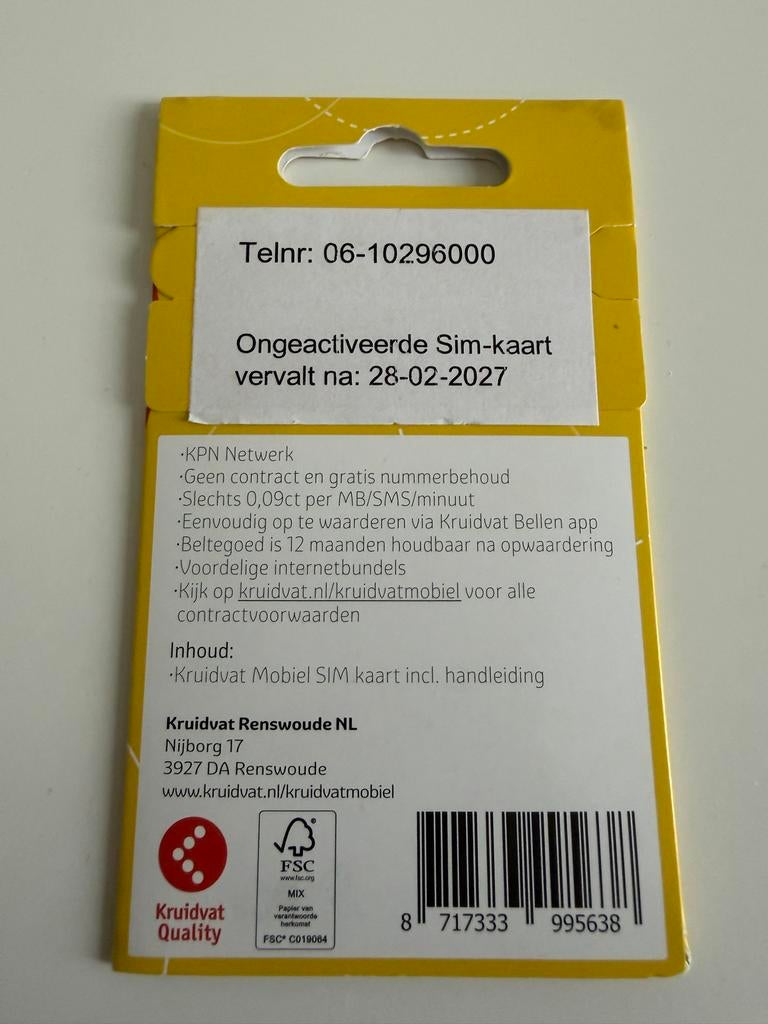 Telnr: 06-10296000
Ongeactiveerde Sim-kaart
vervalt na: 28-02-2027
·KPN Netwerk
·Geen contract en gratis nummerbehoud
·Slechts 0,09ct per MB/SMS/minuut
·Eenvoudig op te waarderen via Kruidvat Bellen app
·Beltegoed is 12 maanden houdbaar na opwaardering
·Voordelige internetbundels
·Kijk op kruidvat.nl/kruidvatmobiel voor alle
contractvoorwaarden
Inhoud:
·Kruidvat Mobiel SIM kaart incl. handleiding
Kruidvat Renswoude NL
Nijborg 17
3927 DA Renswoude
www.kruidvat.nl/kruidvatmobiel
Kruidvat
Quality
FSC
www.fsc.org
MIX
Papier van
verantwoorde
herkomst
FSC® C019064
8 717333 995638